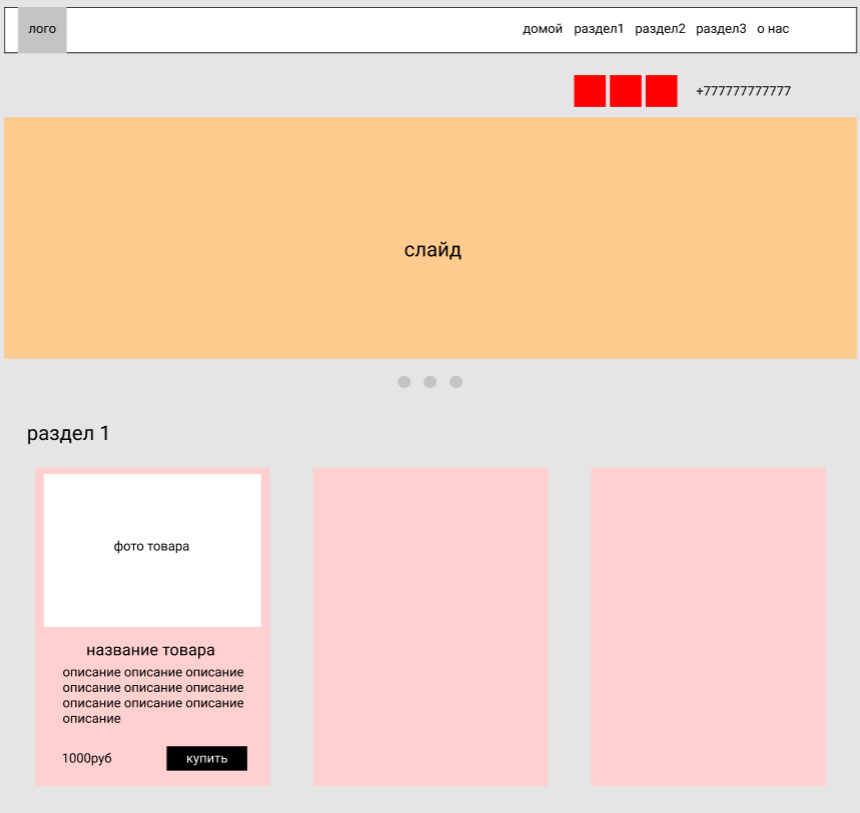 лого
домой раздел1 раздел2 раздел3 о нас
+777777777777
слайд
раздел 1
фото товара
название товара
описание описание описание
описание описание описание
описание описание описание
описание
1000руб купить